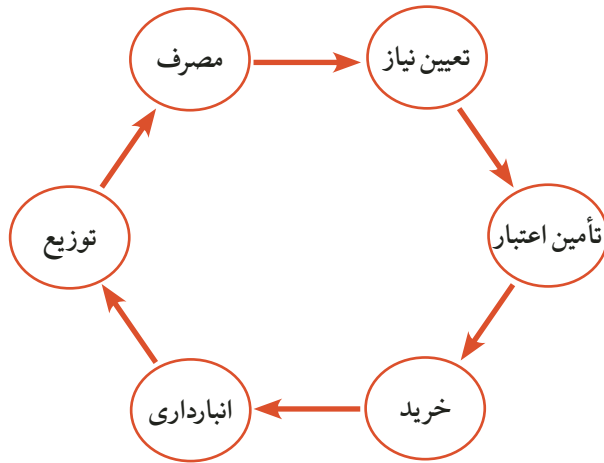 تعیین نیاز
تأمین اعتبار
خرید
انبارداری
توزیع
مصرف